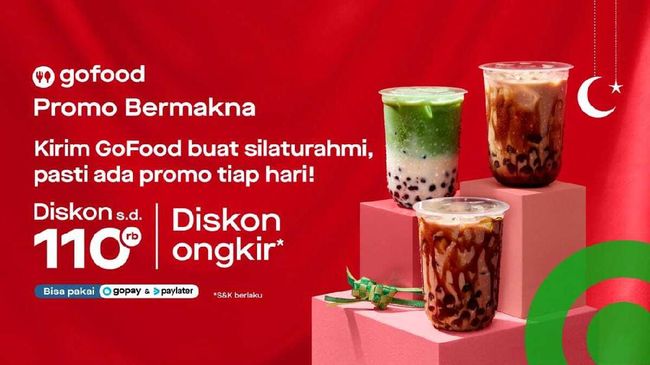 gofood
Promo Bermakna
Kirim GoFood buat silaturahmi,
pasti ada promo tiap hari!
Diskon s.d.
110rb
Diskon
ongkir*
Bisa pakai gopay & paylater
*S&K berlaku